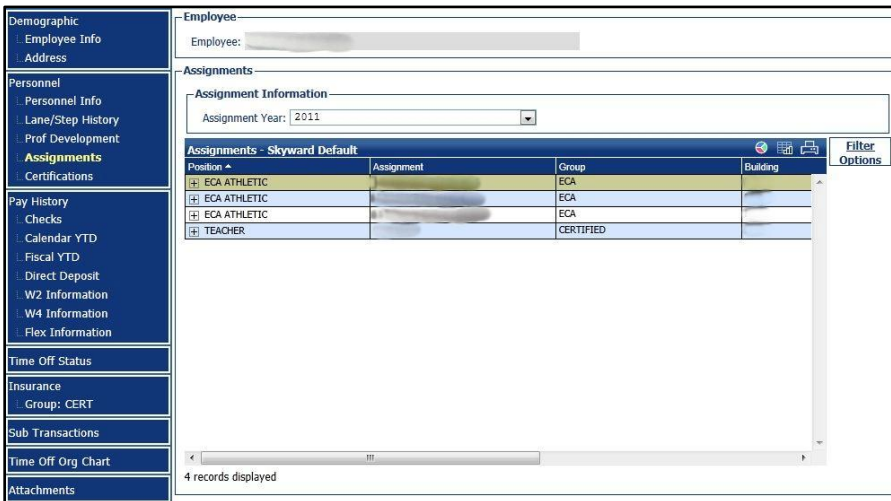 Demographic
Employee Info
Address
Personnel
Personnel Info
Lane/Step History
Prof Development
Assignments
Certifications
Pay History
Checks
Calendar YTD
Fiscal YTD
Direct Deposit
W2 Information
W4 Information
Flex Information
Time Off Status
Insurance
Group: CERT
Sub Transactions
Time Off Org Chart
Attachments
Employee
Employee:
Assignments
Assignment Information
Assignment Year: 2011
Assignments - Skyward Default
Filter
Options
Position Assignment Group Building
ECA ATHLETIC ECA
ECA ATHLETIC ECA
ECA ATHLETIC ECA
TEACHER CERTIFIED
4 records displayed